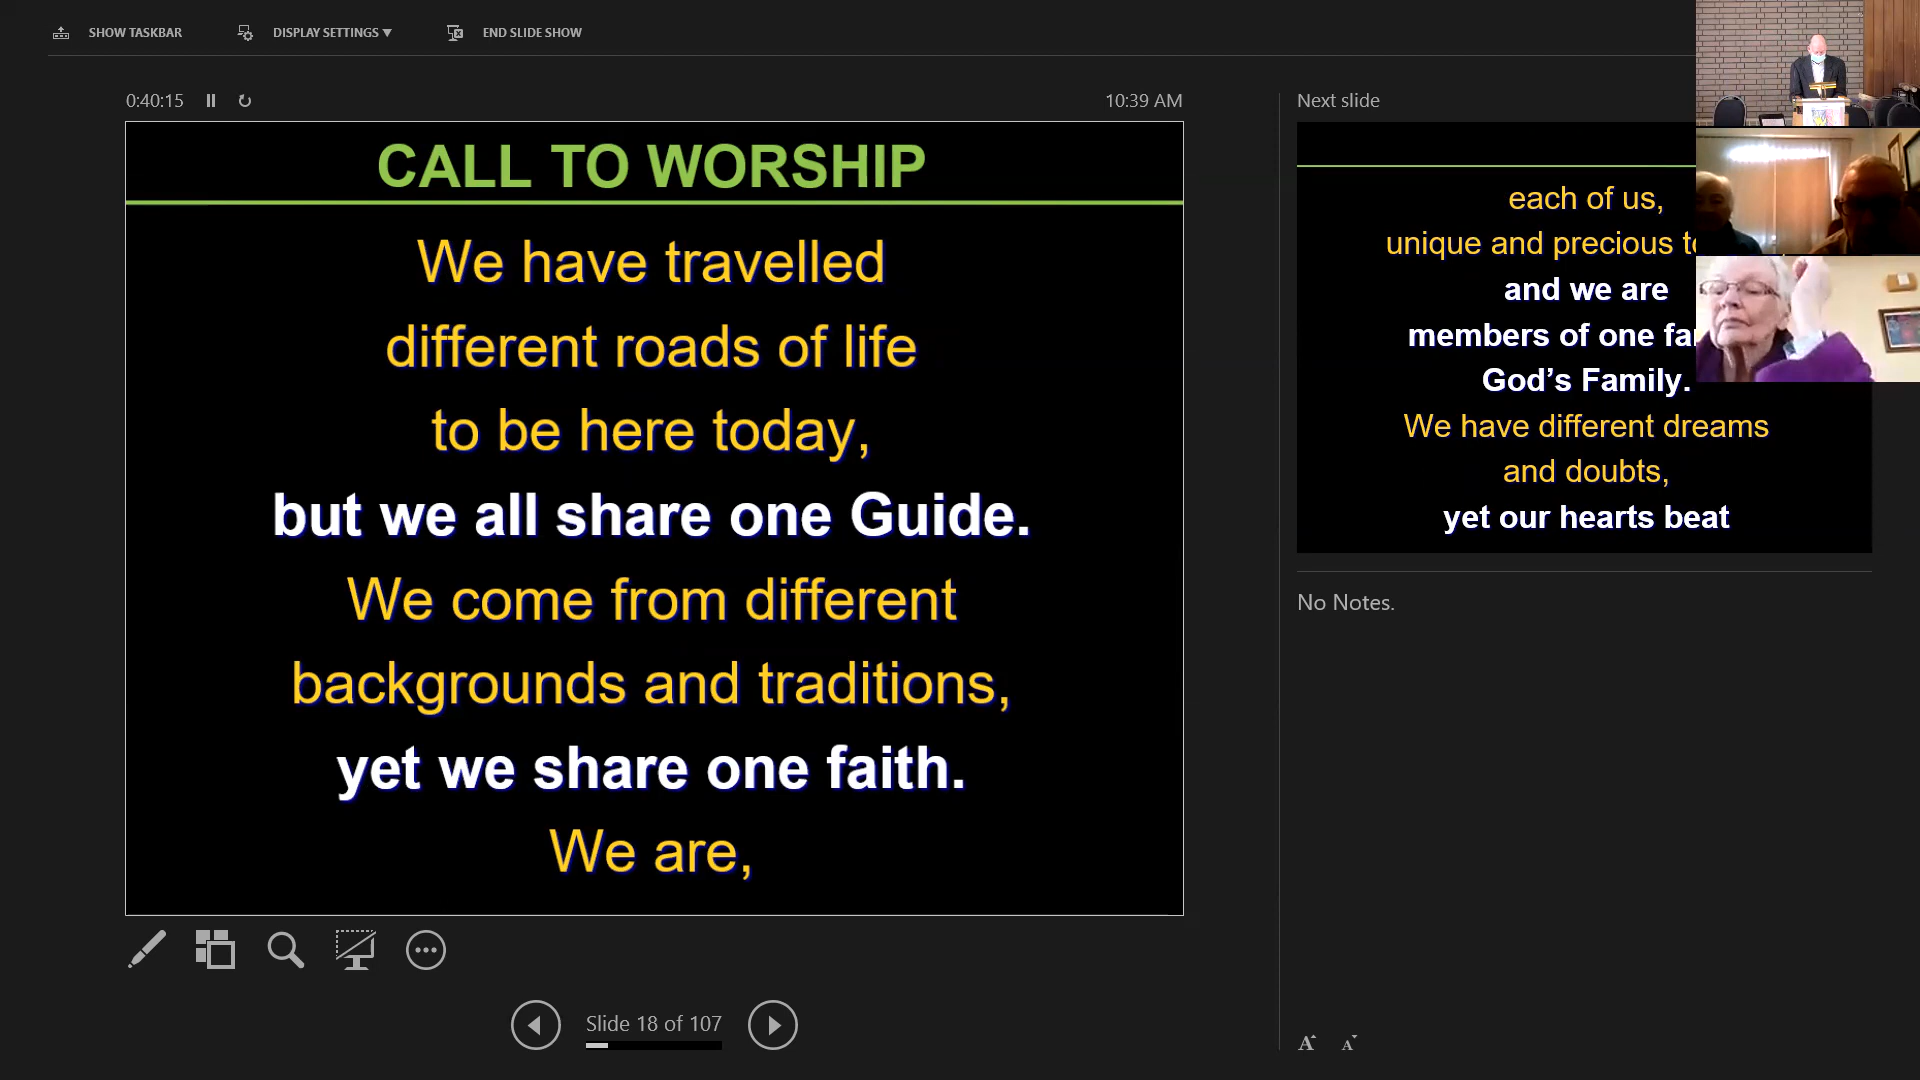 SHOW TASKBAR
DISPLAY SETTINGS ▼
END SLIDE SHOW
0:40:15
10:39 AM
CALL TO WORSHIP
We have travelled
different roads of life
to be here today,
but we all share one Guide.
We come from different
backgrounds and traditions,
yet we share one faith.
We are,
Slide 18 of 107
Next slide
each of us,
unique and precious
and we are
members of one
God’s Family.
We have different dreams
and doubts,
yet our hearts beat
No Notes.
A A